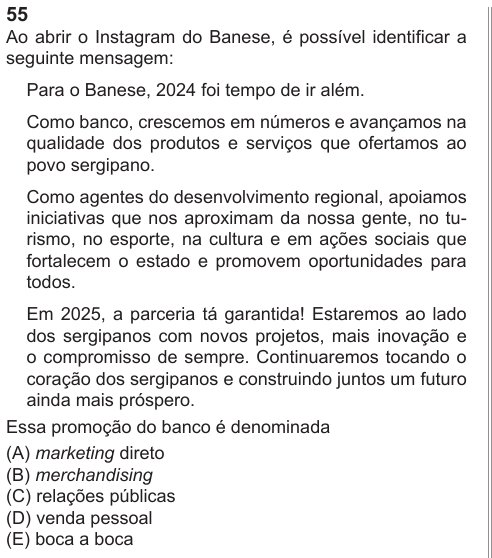 55
Ao abrir o Instagram do Banese, é possível identificar a
seguinte mensagem:
Para o Banese, 2024 foi tempo de ir além.
Como banco, crescemos em números e avançamos na
qualidade dos produtos e serviços que ofertamos ao
povo sergipano.
Como agentes do desenvolvimento regional, apoiamos
iniciativas que nos aproximam da nossa gente, no tu-
rismo, no esporte, na cultura e em ações sociais que
fortalecem o estado e promovem oportunidades para
todos.
Em 2025, a parceria tá garantida! Estaremos ao lado
dos sergipanos com novos projetos, mais inovação e
o compromisso de sempre. Continuaremos tocando o
coração dos sergipanos e construindo juntos um futuro
ainda mais próspero.
Essa promoção do banco é denominada
(A) marketing direto
(B) merchandising
(C) relações públicas
(D) venda pessoal
(E) boca a boca